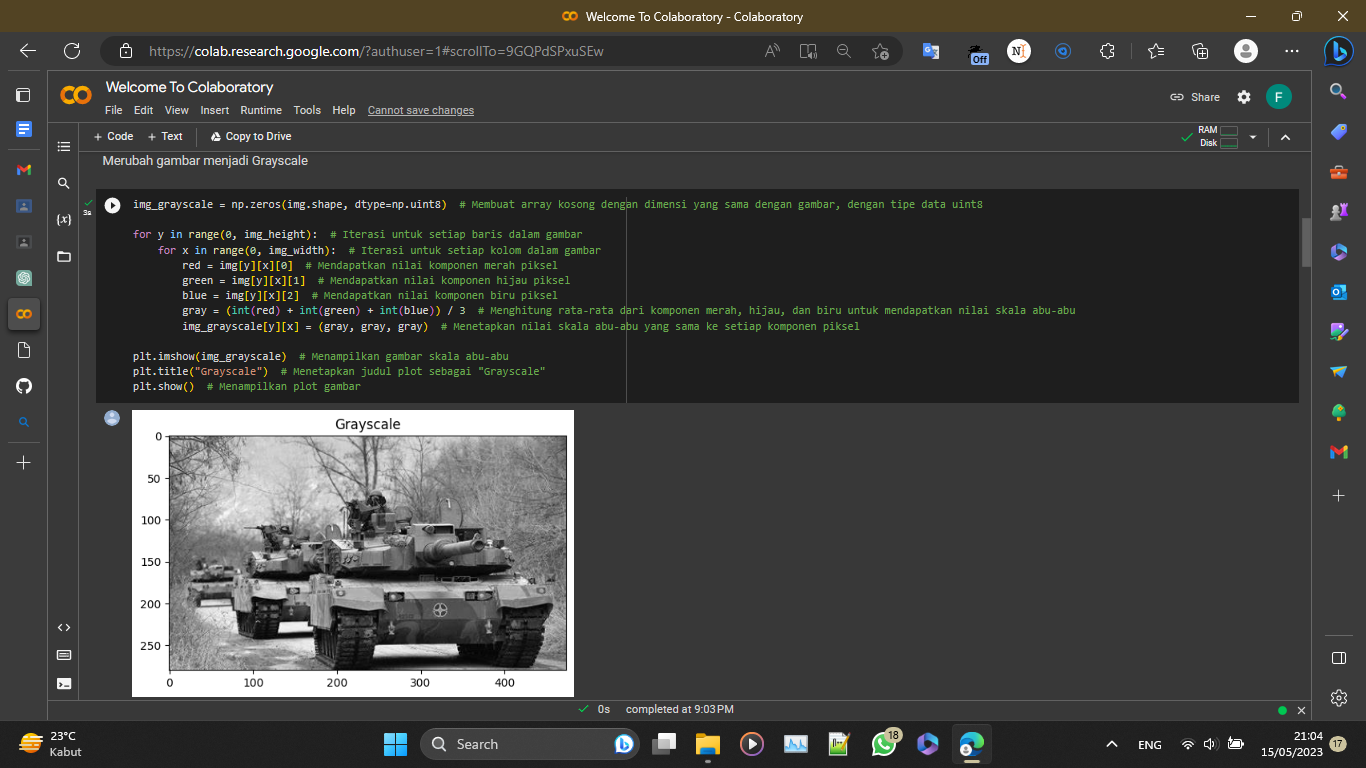 Welcome To Colaboratory - Colaboratory
https://colab.research.google.com/?authuser=1#scrollTo=9GQPdSPxuSEw
Off
Welcome To Colaboratory
File Edit View Insert Runtime Tools Help Cannot save changes
Share
F
+ Code + Text Copy to Drive
RAM
Disk
Merubah gambar menjadi Grayscale
3s
img_grayscale = np.zeros(img.shape, dtype=np.uint8)  # Membuat array kosong dengan dimensi yang sama dengan gambar, dengan tipe data uint8
for y in range(0, img_height):  # Iterasi untuk setiap baris dalam gambar
    for x in range(0, img_width):  # Iterasi untuk setiap kolom dalam gambar
        red = img[y][x][0]  # Mendapatkan nilai komponen merah piksel
        green = img[y][x][1]  # Mendapatkan nilai komponen hijau piksel
        blue = img[y][x][2]  # Mendapatkan nilai komponen biru piksel
        gray = (int(red) + int(green) + int(blue)) / 3  # Menghitung rata-rata dari komponen merah, hijau, dan biru untuk mendapatkan nilai skala abu-abu
        img_grayscale[y][x] = (gray, gray, gray)  # Menetapkan nilai skala abu-abu yang sama ke setiap komponen piksel
plt.imshow(img_grayscale)  # Menampilkan gambar skala abu-abu
plt.title("Grayscale")  # Menetapkan judul plot sebagai "Grayscale"
plt.show()  # Menampilkan plot gambar
Grayscale
0
50
100
150
200
250
0 100 200 300 400
0s completed at 9:03 PM
23°C
Kabut
Search
18
ENG
21:04
15/05/2023
17